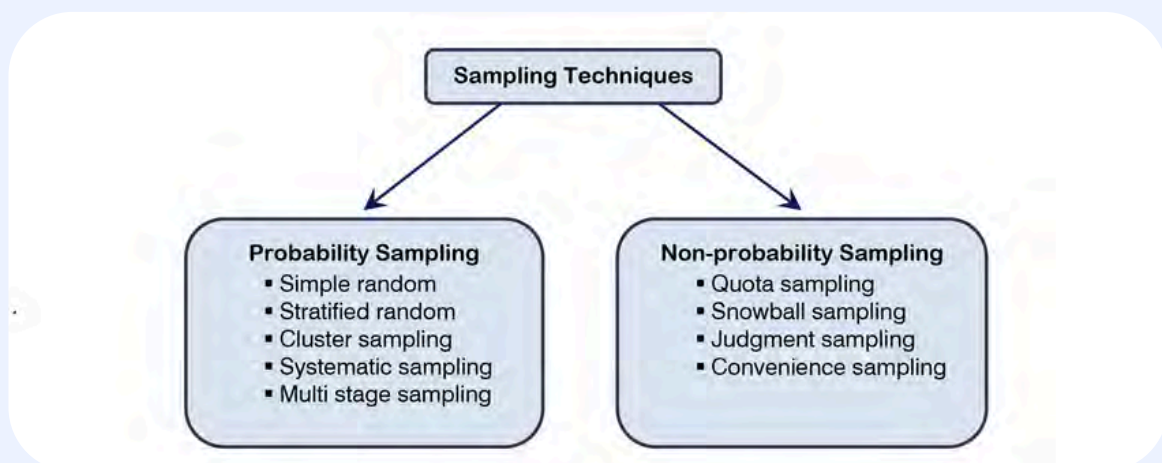 Sampling Techniques
Probability Sampling
▪ Simple random
▪ Stratified random
▪ Cluster sampling
▪ Systematic sampling
▪ Multi stage sampling
Non-probability Sampling
▪ Quota sampling
▪ Snowball sampling
▪ Judgment sampling
▪ Convenience sampling